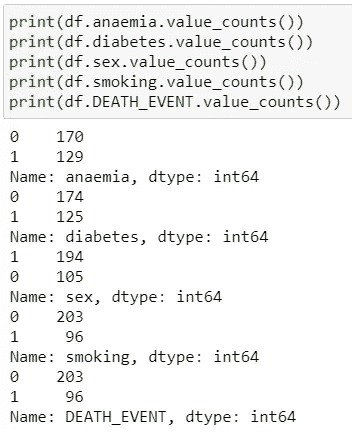 print(df.anaemia.value_counts())
print(df.diabetes.value_counts())
print(df.sex.value_counts())
print(df.smoking.value_counts())
print(df.DEATH_EVENT.value_counts())
0    170
1    129
Name: anaemia, dtype: int64
0    174
1    125
Name: diabetes, dtype: int64
1    194
0    105
Name: sex, dtype: int64
0    203
1     96
Name: smoking, dtype: int64
0    203
1     96
Name: DEATH_EVENT, dtype: int64